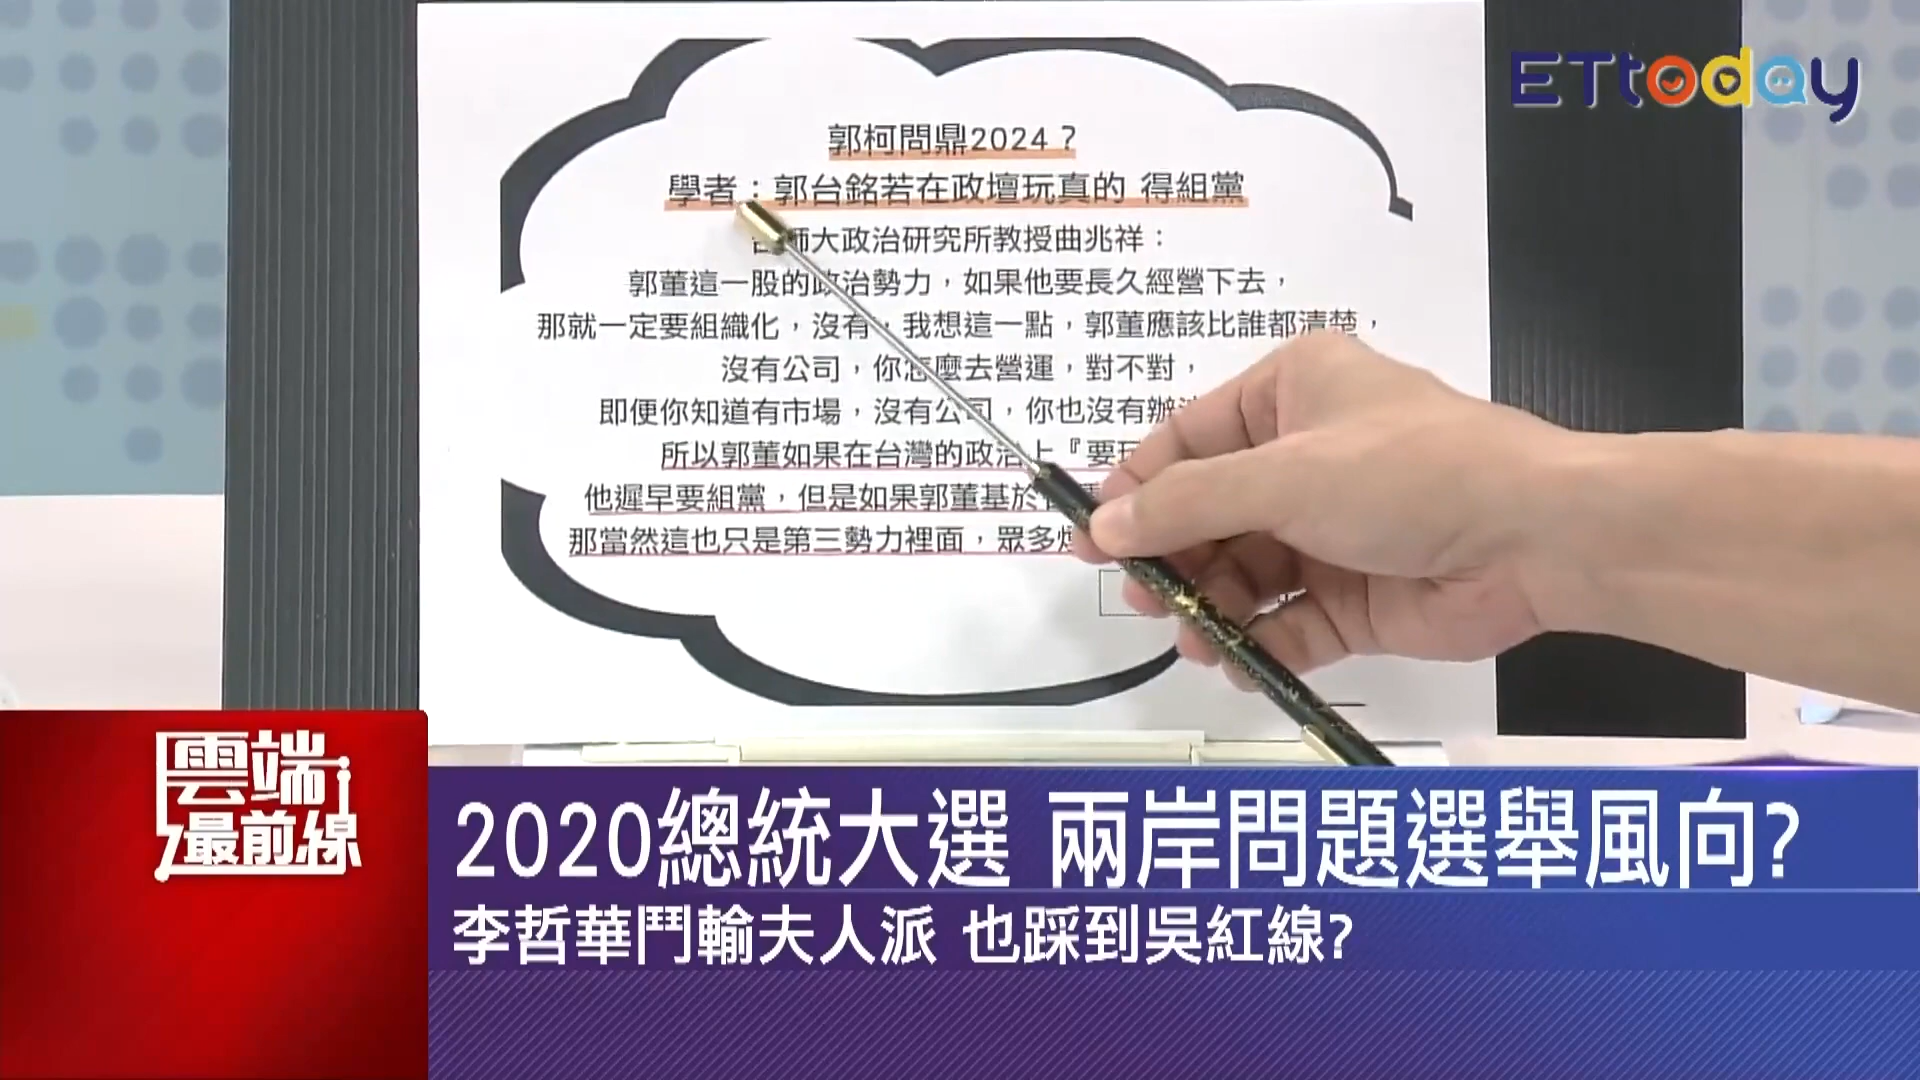 ETtoday
郭柯問鼎2024？
學者：郭台銘若在政壇玩真的 得組黨
師大政治研究所教授曲兆祥：
郭董這一股的政治勢力，如果他要長久經營下去，
那就一定要組織化，沒有，我想這一點，郭董應該比誰都清楚，
沒有公司，你怎麼去營運，對不對，
即便你知道有市場，沒有公司，你也沒有辦
所以郭董如果在台灣的政治上『要玩
他遲早要組黨，但是如果郭董基於
那當然這也只是第三勢力裡面，眾多
雲端最前線
2020總統大選 兩岸問題選舉風向?
李哲華鬥輸夫人派 也踩到吳紅線?